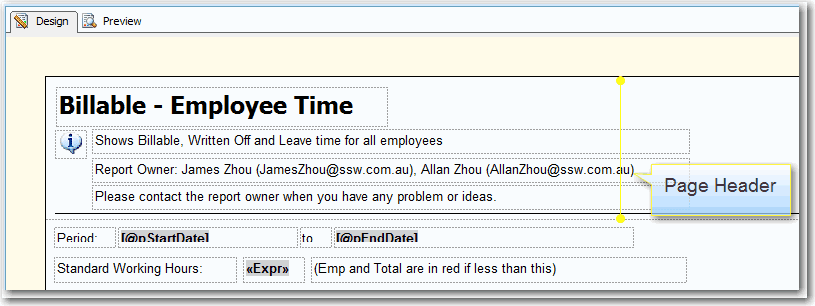 Design Preview
Billable - Employee Time
Shows Billable, Written Off and Leave time for all employees
Report Owner: James Zhou (JamesZhou@ssw.com.au), Allan Zhou (AllanZhou@ssw.com.au)
Page Header
Please contact the report owner when you have any problem or ideas.
Period: [@pStartDate] to [@pEndDate]
Standard Working Hours: «Expr» (Emp and Total are in red if less than this)